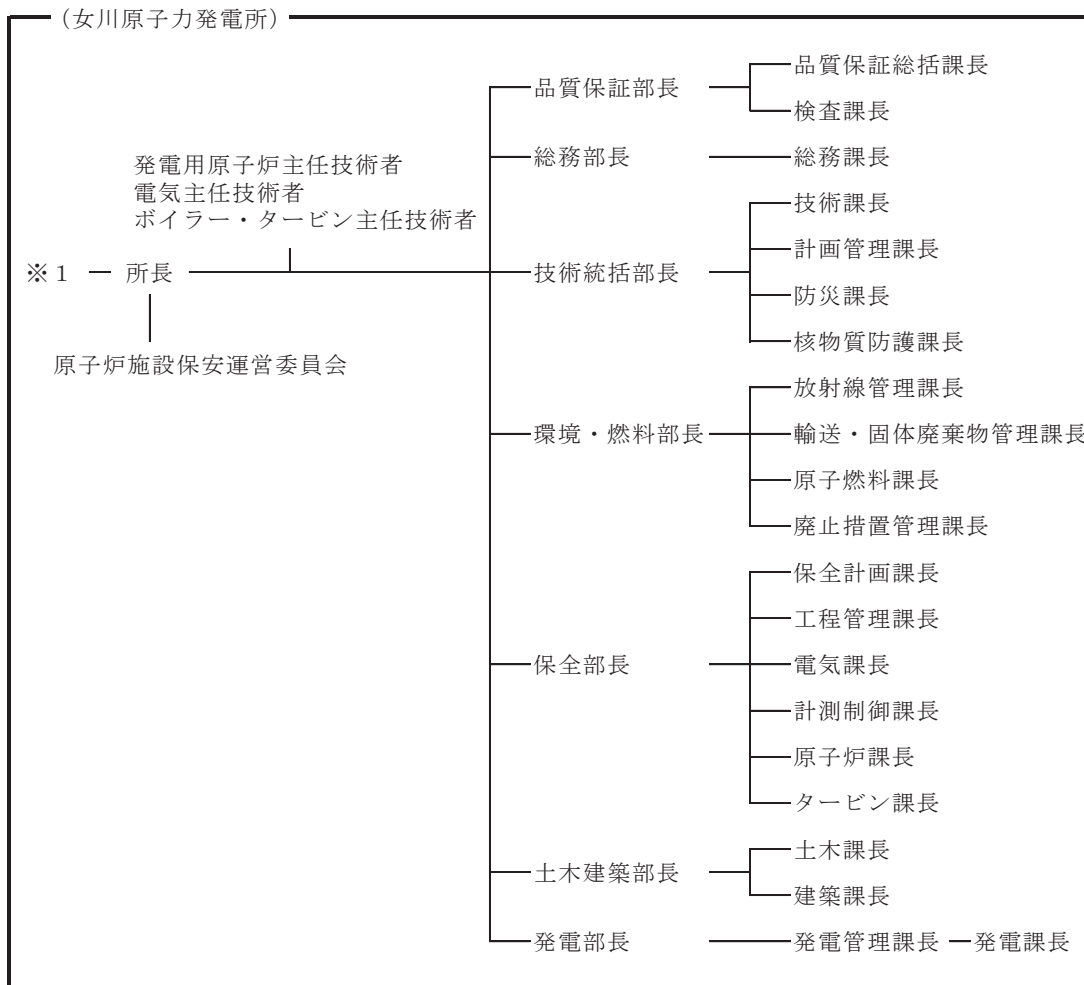 （女川原子力発電所）
品質保証部長
品質保証総括課長
検査課長
総務部長
総務課長
発電用原子炉主任技術者
電気主任技術者
ボイラー・タービン主任技術者
※１
所長
原子炉施設保安運営委員会
技術統括部長
技術課長
計画管理課長
防災課長
核物質防護課長
環境・燃料部長
放射線管理課長
輸送・固体廃棄物管理課長
原子燃料課長
廃止措置管理課長
保全部長
保全計画課長
工程管理課長
電気課長
計測制御課長
原子炉課長
タービン課長
土木建築部長
土木課長
建築課長
発電部長
発電管理課長
発電課長